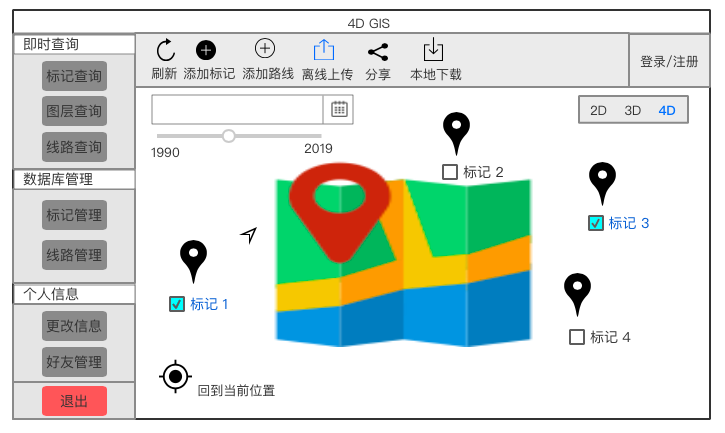 4D GIS
即时查询
标记查询
图层查询
线路查询
数据库管理
标记管理
线路管理
个人信息
更改信息
好友管理
退出
刷新 添加标记 添加路线 离线上传 分享 本地下载
登录/注册
1990 2019
2D 3D 4D
标记 2
标记 3
标记 1
标记 4
回到当前位置